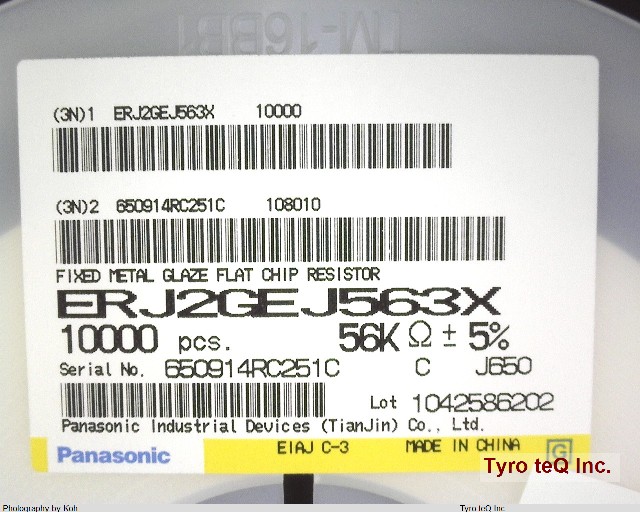 TM-16BB1
(3N)1 ERJ2GEJ563X 10000
(3N)2 650914RC251C 108010
FIXED METAL GLAZE FLAT CHIP RESISTOR
ERJ2GEJ563X
10000 pcs. 56K Ω ± 5%
Serial No. 650914RC251C C J650
Lot 1042586202
Panasonic Industrial Devices (TianJin) Co., Ltd.
Panasonic EIAJ C-3 MADE IN CHINA G
Tyro teQ Inc.
Photography by Koh Tyro teQ Inc